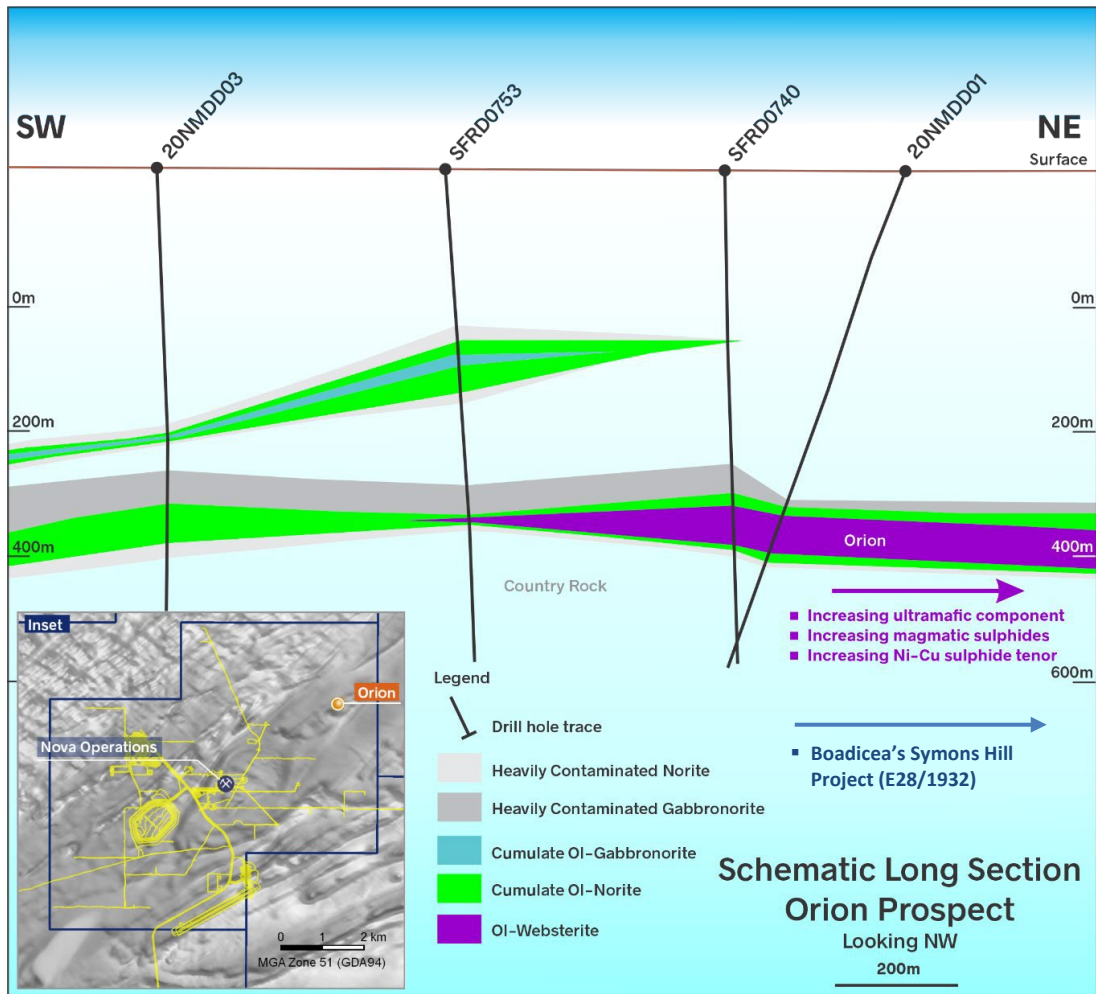 20NMDD03
SFRD0753
SFRD0740
20NMDD01
SW
NE
Surface
0m
0m
200m
200m
400m
400m
Orion
Country Rock
Increasing ultramafic component
Increasing magmatic sulphides
Increasing Ni-Cu sulphide tenor
600m
Boadicea's Symons Hill
Project (E28/1932)
Inset
Orion
Nova Operations
0 1 2 km
MGA Zone 51 (GDA94)
Legend
Drill hole trace
Heavily Contaminated Norite
Heavily Contaminated Gabbronorite
Cumulate Ol-Gabbronorite
Cumulate Ol-Norite
Ol-Websterite
Schematic Long Section
Orion Prospect
Looking NW
200m